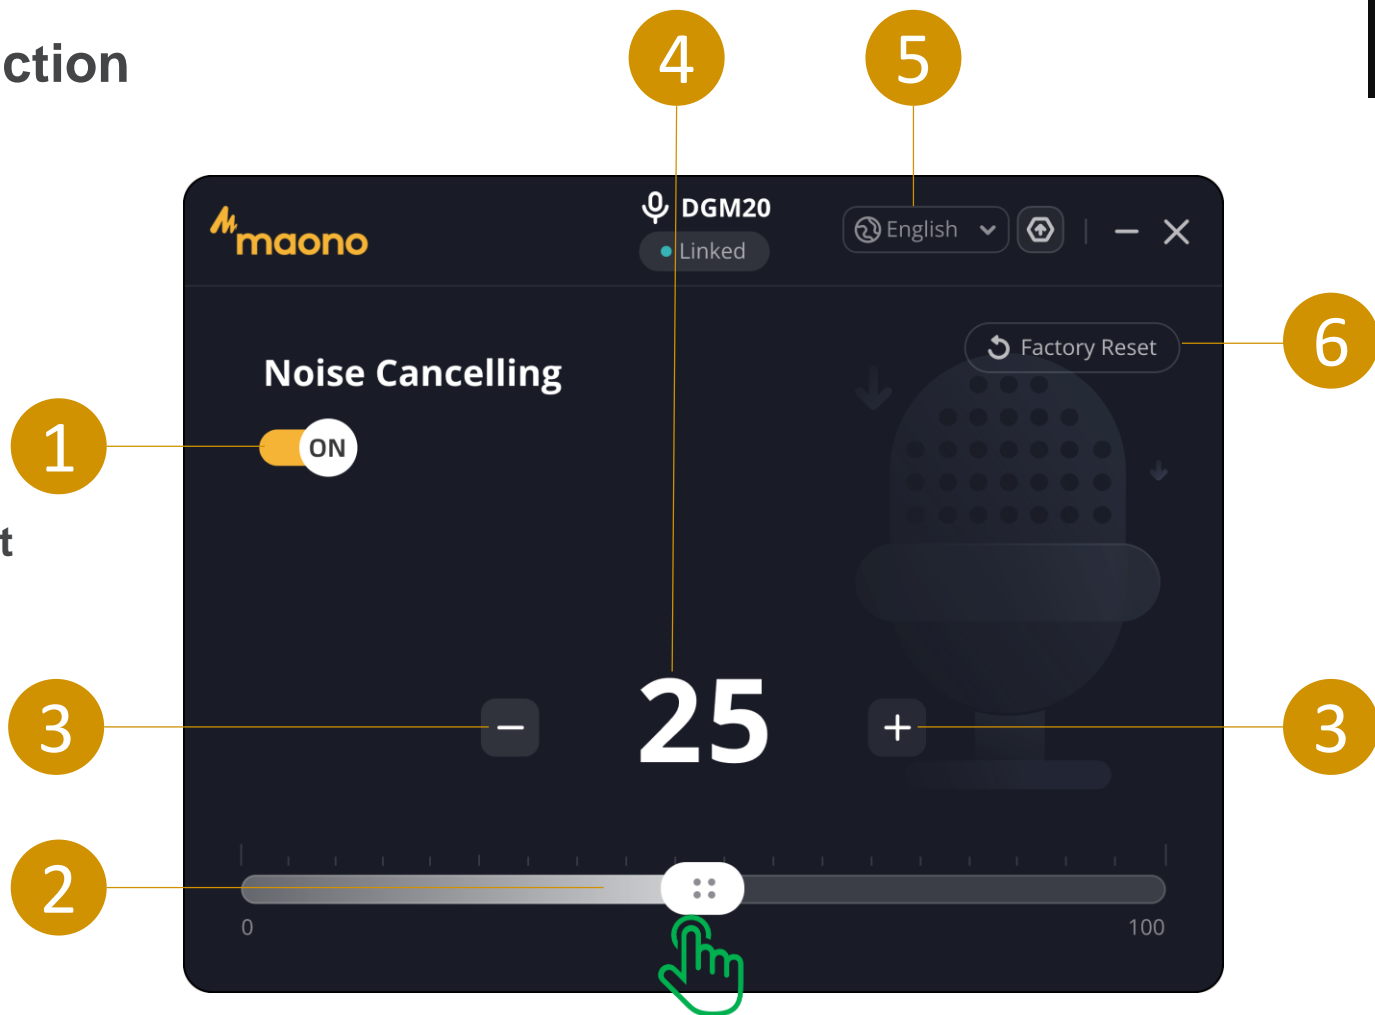 ction
4
5
maono
DGM20
Linked
English
Factory Reset
6
Noise Cancelling
1
ON
t
3
25
3
2
0
100